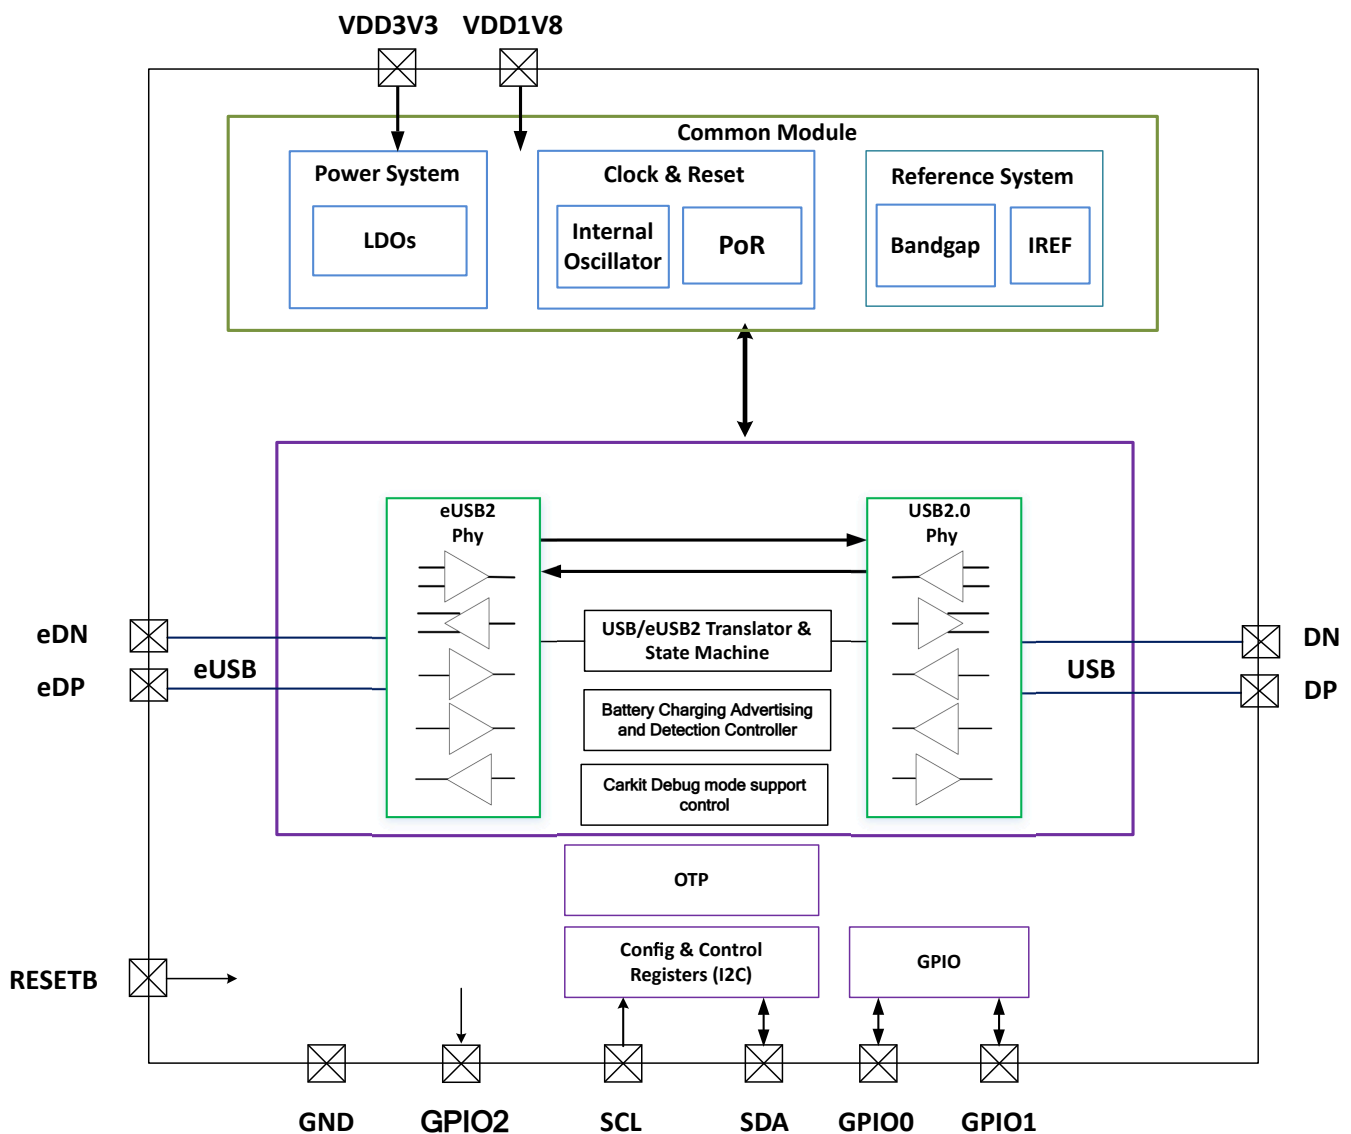 VDD3V3 VDD1V8
Common Module
Power System
LDOs
Clock & Reset
Internal
Oscillator
PoR
Reference System
Bandgap
IREF
eUSB2
Phy
USB2.0
Phy
USB/eUSB2 Translator &
State Machine
Battery Charging Advertising
and Detection Controller
Carkit Debug mode support
control
eDN
eDP
eUSB
USB
DN
DP
OTP
Config & Control
Registers (I2C)
GPIO
RESETB
GND GPIO2 SCL SDA GPIO0 GPIO1